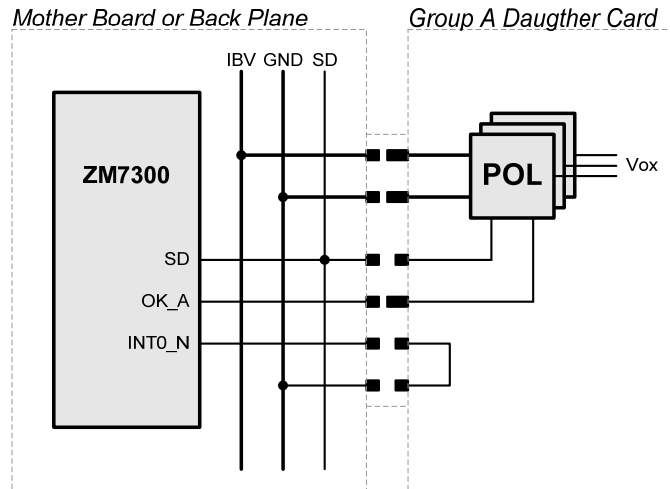 Mother Board or Back Plane
Group A Daugther Card
IBV GND SD
ZM7300
POL
Vox
SD
OK_A
INT0_N